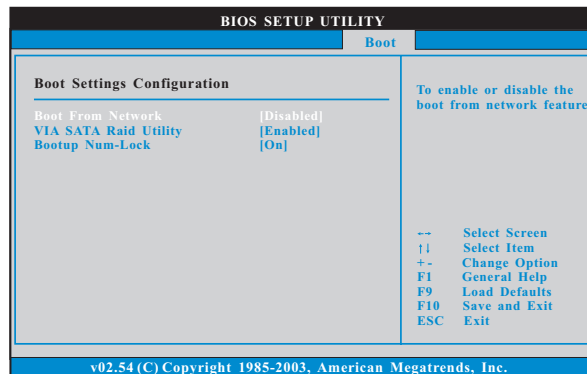 BIOS SETUP UTILITY
Boot
Boot Settings Configuration
Boot From Network [Disabled]
VIA SATA Raid Utility [Enabled]
Bootup Num-Lock [On]
To enable or disable the
boot from network feature
←→ Select Screen
↑↓ Select Item
+ - Change Option
F1 General Help
F9 Load Defaults
F10 Save and Exit
ESC Exit
v02.54 (C) Copyright 1985-2003, American Megatrends, Inc.